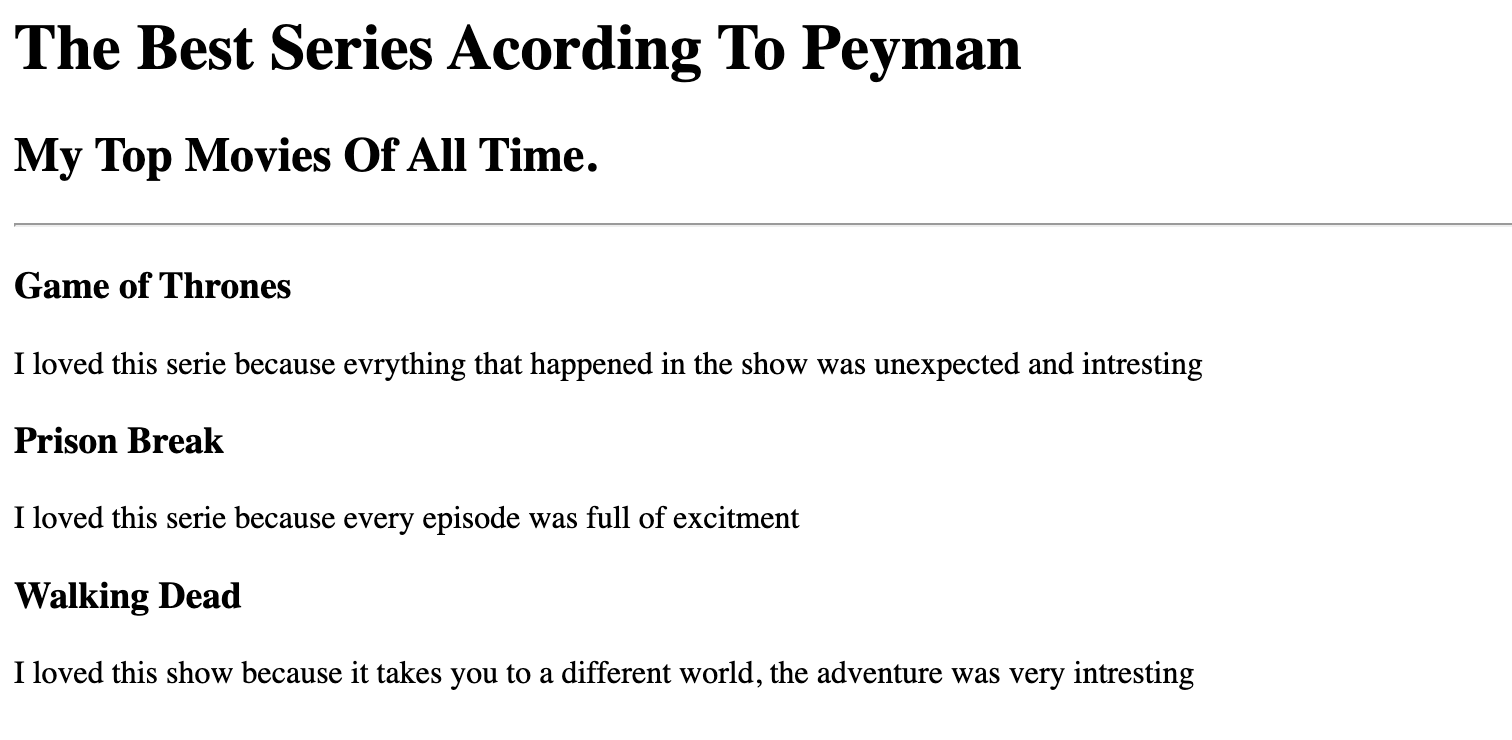 The Best Series Acording To Peyman
My Top Movies Of All Time.
Game of Thrones
I loved this serie because evrything that happened in the show was unexpected and intresting
Prison Break
I loved this serie because every episode was full of excitment
Walking Dead
I loved this show because it takes you to a different world, the adventure was very intresting